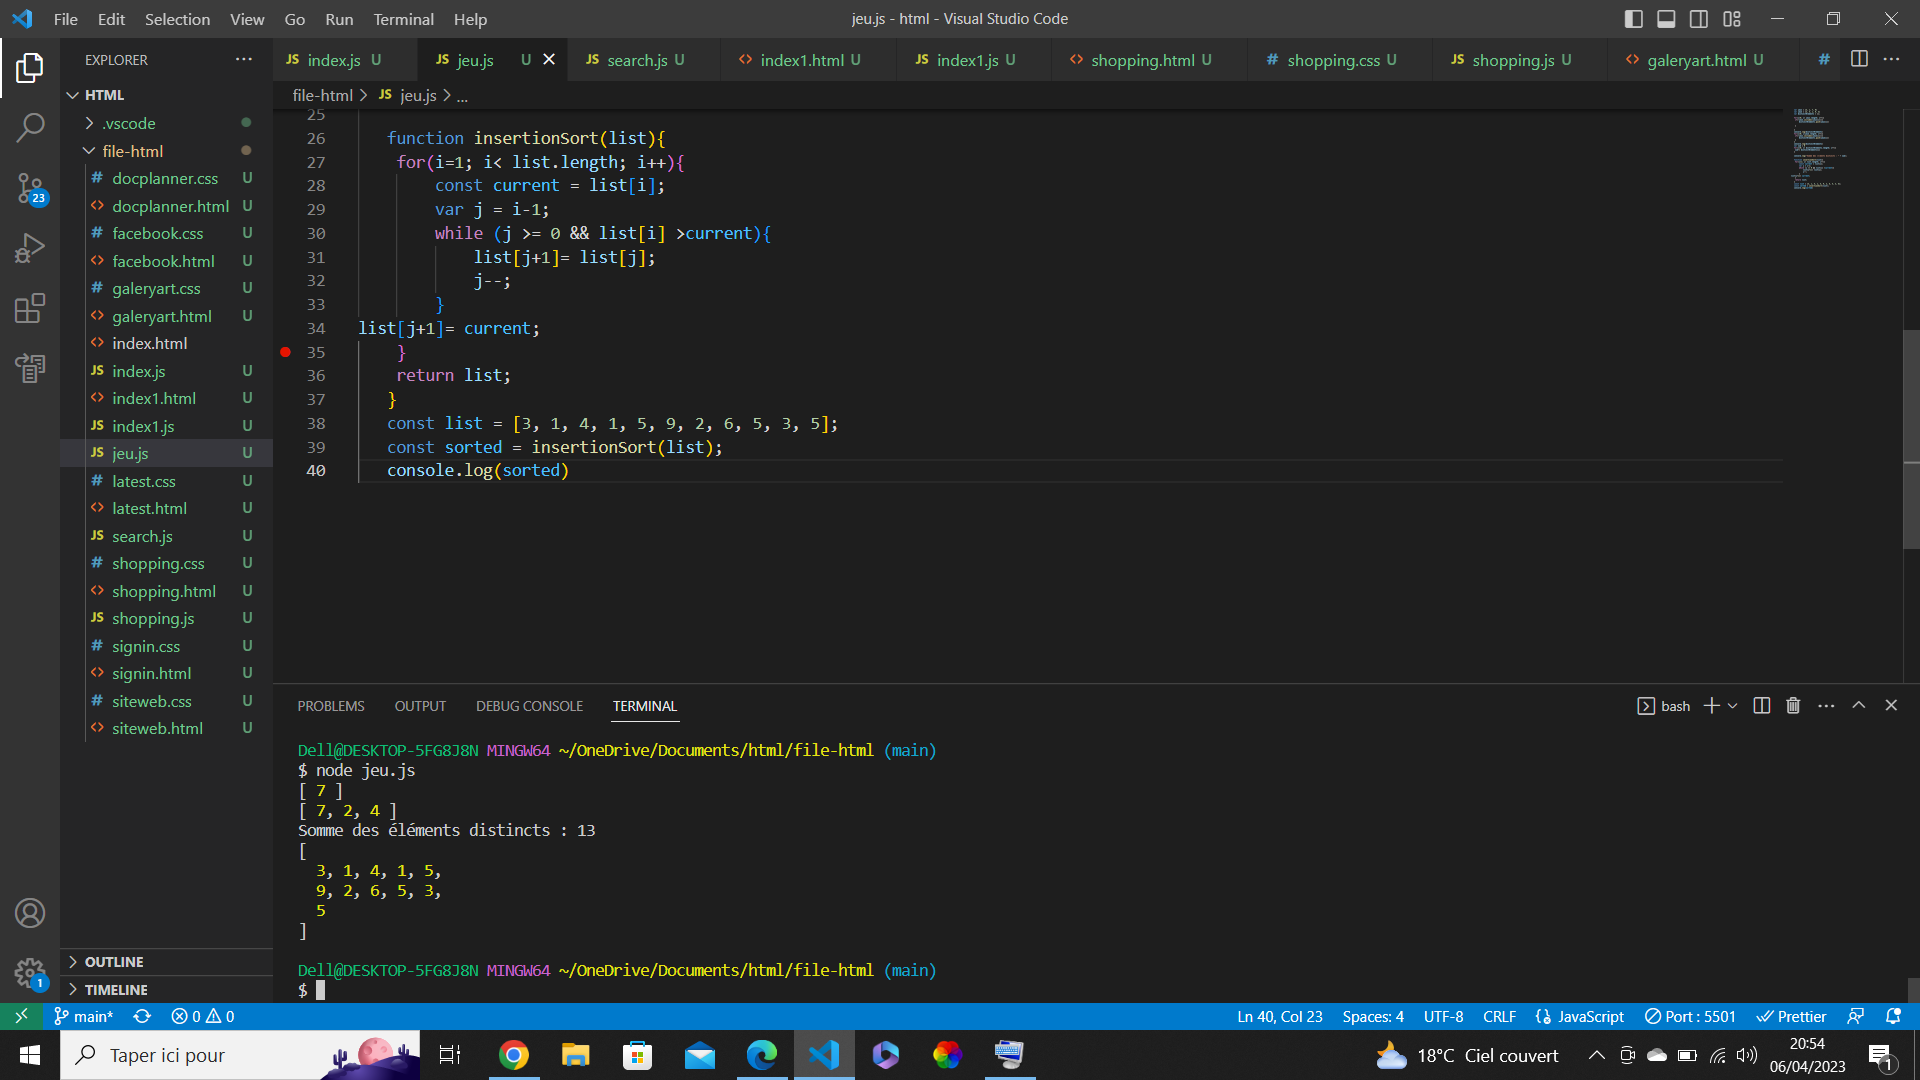 File Edit Selection View Go Run Terminal Help
jeu.js - html - Visual Studio Code
EXPLORER
JS index.js U
JS jeu.js U
JS search.js U
<> index1.html U
JS index1.js U
<> shopping.html U
# shopping.css U
JS shopping.js U
<> galeryart.html U
#
HTML
.vscode
file-html
# docplanner.css U
<> docplanner.html U
# facebook.css U
<> facebook.html U
# galeryart.css U
<> galeryart.html U
<> index.html
JS index.js U
<> index1.html U
JS index1.js U
JS jeu.js U
# latest.css U
<> latest.html U
JS search.js U
# shopping.css U
<> shopping.html U
JS shopping.js U
# signin.css U
<> signin.html U
# siteweb.css U
<> siteweb.html U
OUTLINE
TIMELINE
23
1
file-html > JS jeu.js > ...
25
26 function insertionSort(list){
27 for(i=1; i< list.length; i++){
28 const current = list[i];
29 var j = i-1;
30 while (j >= 0 && list[i] >current){
31 list[j+1]= list[j];
32 j--;
33 }
34 list[j+1]= current;
35 }
36 return list;
37 }
38 const list = [3, 1, 4, 1, 5, 9, 2, 6, 5, 3, 5];
39 const sorted = insertionSort(list);
40 console.log(sorted)
PROBLEMS OUTPUT DEBUG CONSOLE TERMINAL
bash
Dell@DESKTOP-5FG8J8N MINGW64 ~/OneDrive/Documents/html/file-html (main)
$ node jeu.js
[ 7 ]
[ 7, 2, 4 ]
Somme des éléments distincts : 13
[
3, 1, 4, 1, 5,
9, 2, 6, 5, 3,
5
]
Dell@DESKTOP-5FG8J8N MINGW64 ~/OneDrive/Documents/html/file-html (main)
$
main* 0 0
Ln 40, Col 23 Spaces: 4 UTF-8 CRLF JavaScript Port : 5501 Prettier
Taper ici pour
18°C Ciel couvert
20:54
06/04/2023
1